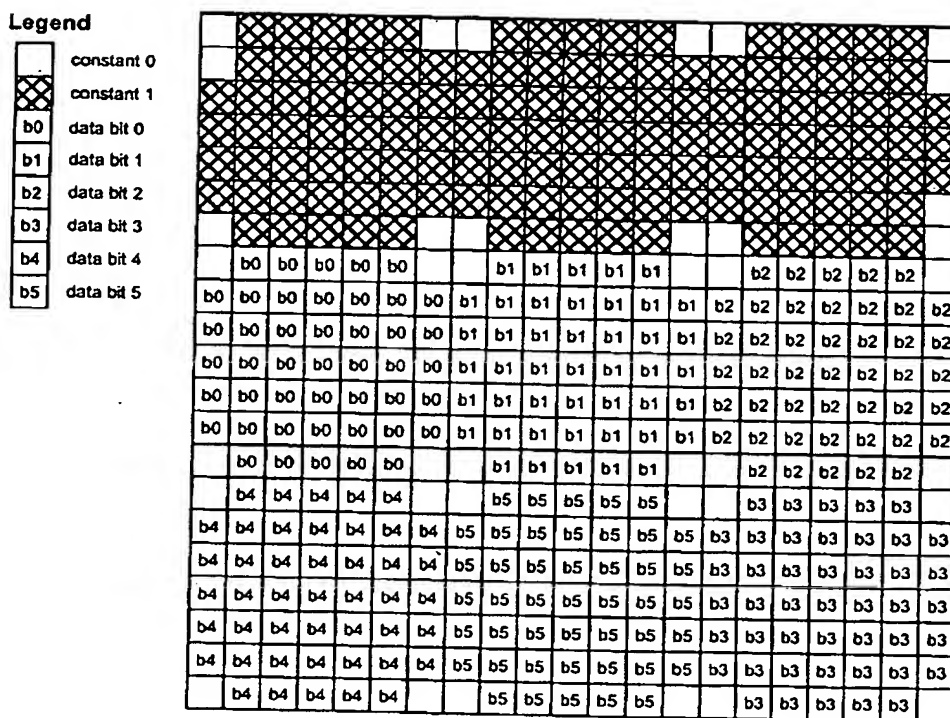 Legend
constant 0
constant 1
b0 data bit 0
b1 data bit 1
b2 data bit 2
b3 data bit 3
b4 data bit 4
b5 data bit 5
b0 b0 b0 b0 b0 b1 b1 b1 b1 b1 b2 b2 b2 b2 b2
b0 b0 b0 b0 b0 b0 b0 b1 b1 b1 b1 b1 b1 b1 b2 b2 b2 b2 b2 b2 b2
b0 b0 b0 b0 b0 b0 b0 b1 b1 b1 b1 b1 b1 b1 b2 b2 b2 b2 b2 b2 b2
b0 b0 b0 b0 b0 b0 b0 b1 b1 b1 b1 b1 b1 b1 b2 b2 b2 b2 b2 b2 b2
b0 b0 b0 b0 b0 b0 b0 b1 b1 b1 b1 b1 b1 b1 b2 b2 b2 b2 b2 b2 b2
b0 b0 b0 b0 b0 b0 b0 b1 b1 b1 b1 b1 b1 b1 b2 b2 b2 b2 b2 b2 b2
b0 b0 b0 b0 b0 b1 b1 b1 b1 b1 b2 b2 b2 b2 b2
b4 b4 b4 b4 b4 b5 b5 b5 b5 b5 b3 b3 b3 b3 b3
b4 b4 b4 b4 b4 b4 b4 b5 b5 b5 b5 b5 b5 b5 b3 b3 b3 b3 b3 b3 b3
b4 b4 b4 b4 b4 b4 b4 b5 b5 b5 b5 b5 b5 b5 b3 b3 b3 b3 b3 b3 b3
b4 b4 b4 b4 b4 b4 b4 b5 b5 b5 b5 b5 b5 b5 b3 b3 b3 b3 b3 b3 b3
b4 b4 b4 b4 b4 b4 b4 b5 b5 b5 b5 b5 b5 b5 b3 b3 b3 b3 b3 b3 b3
b4 b4 b4 b4 b4 b4 b4 b5 b5 b5 b5 b5 b5 b5 b3 b3 b3 b3 b3 b3 b3
b4 b4 b4 b4 b4 b5 b5 b5 b5 b5 b3 b3 b3 b3 b3